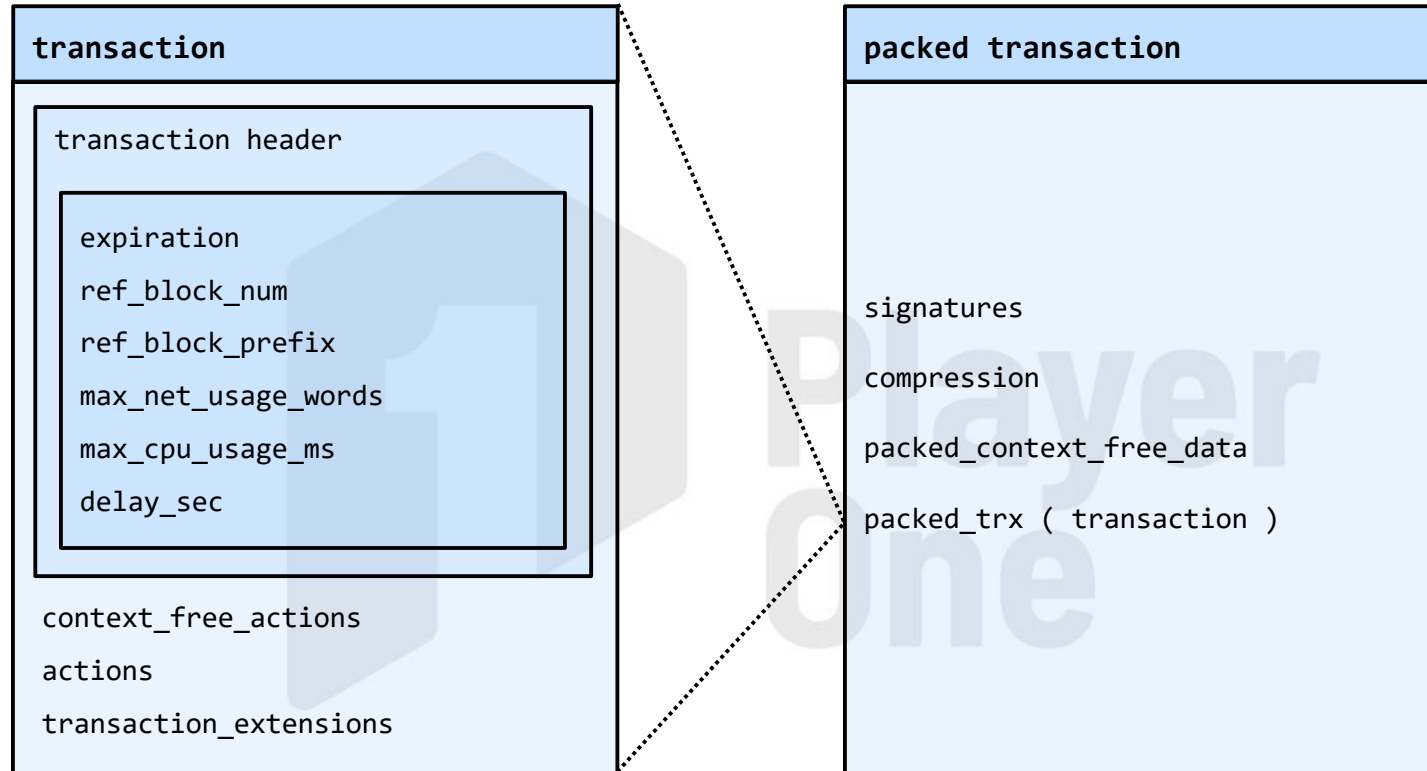 transaction
transaction header
expiration
ref_block_num
ref_block_prefix
max_net_usage_words
max_cpu_usage_ms
delay_sec
context_free_actions
actions
transaction_extensions
packed transaction
signatures
compression
packed_context_free_data
packed_trx ( transaction )
Player
One